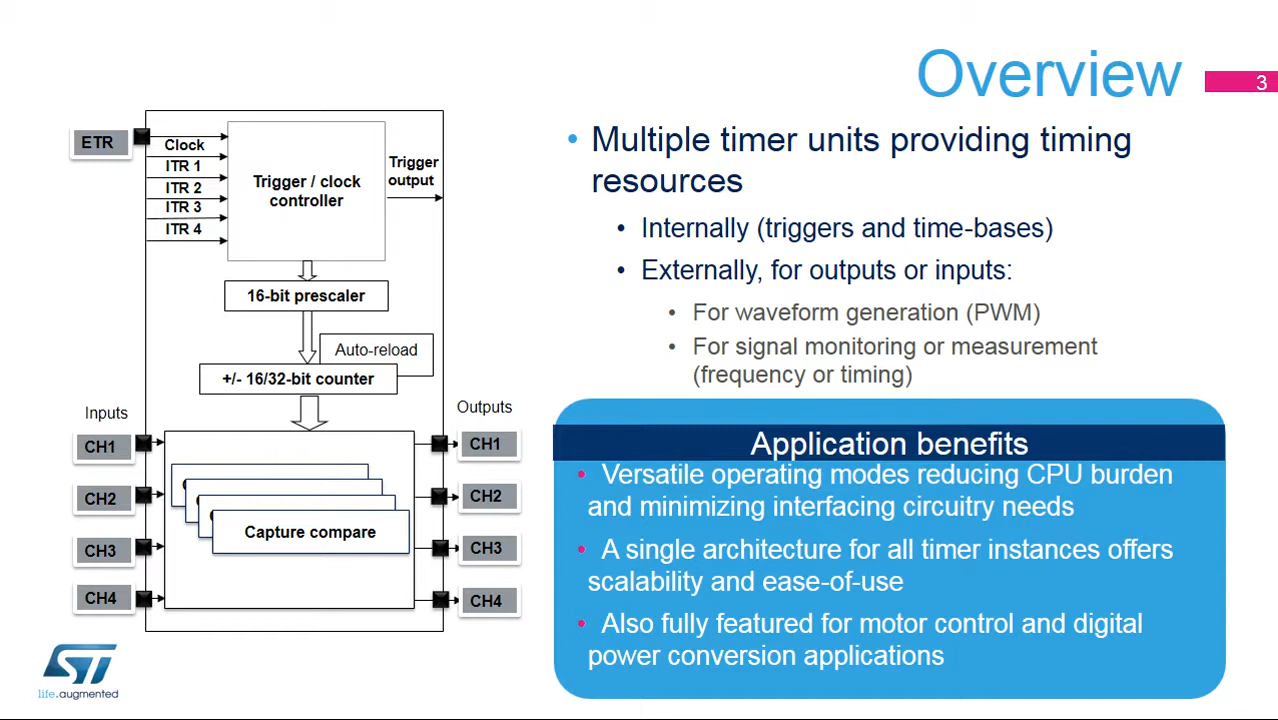 Overview
3
ETR
Clock
ITR 1
ITR 2
ITR 3
ITR 4
Trigger / clock
controller
Trigger
output
16-bit prescaler
Auto-reload
+/- 16/32-bit counter
Inputs
Outputs
CH1
CH2
CH3
CH4
Capture compare
CH1
CH2
CH3
CH4
• Multiple timer units providing timing
resources
• Internally (triggers and time-bases)
• Externally, for outputs or inputs:
• For waveform generation (PWM)
• For signal monitoring or measurement
(frequency or timing)
Application benefits
• Versatile operating modes reducing CPU burden
and minimizing interfacing circuitry needs
• A single architecture for all timer instances offers
scalability and ease-of-use
• Also fully featured for motor control and digital
power conversion applications
ST
life.augmented